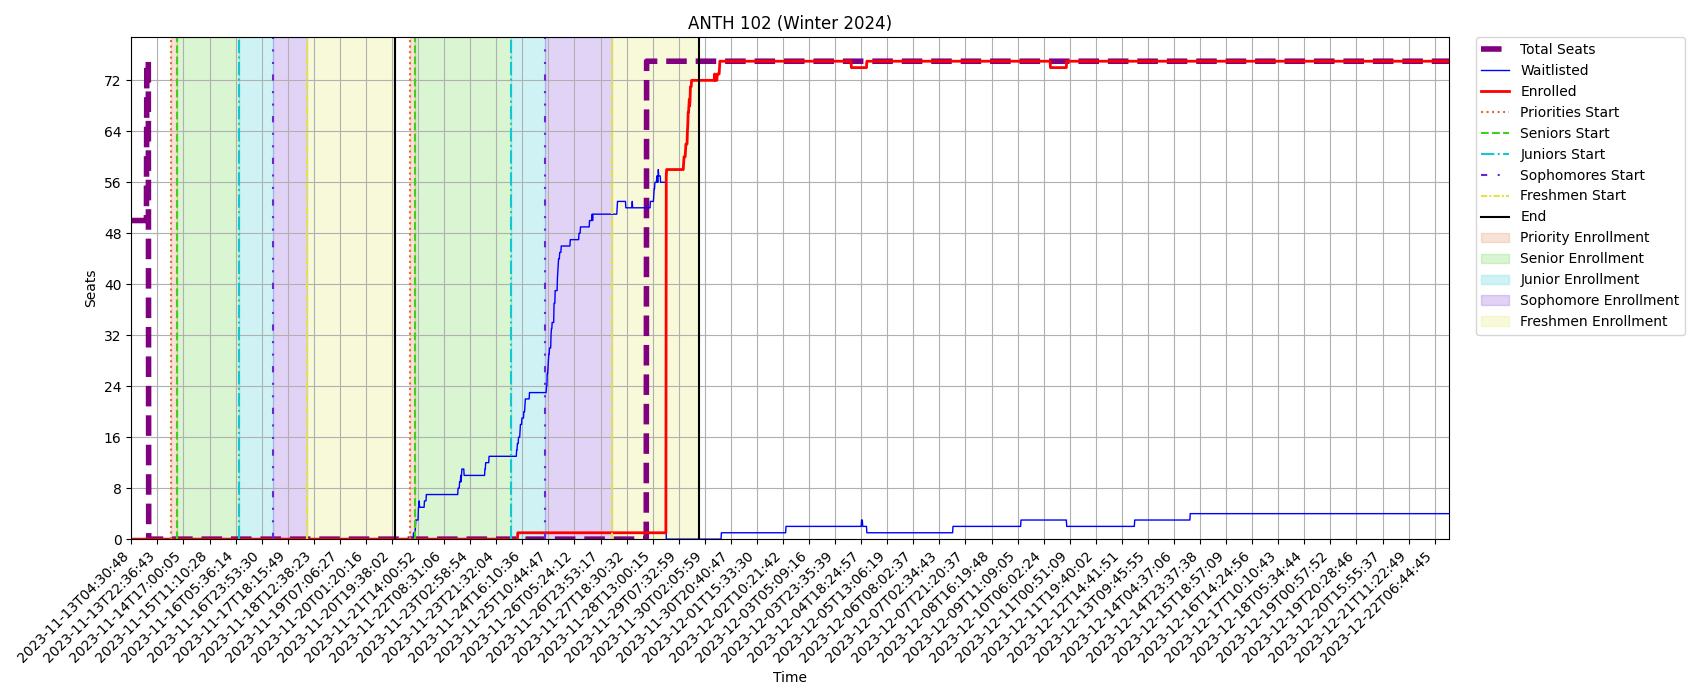 ANTH 102 (Winter 2024)
Seats
72
64
56
48
40
32
24
16
8
0
2023-11-13T04:30:48
2023-11-13T22:36:43
2023-11-14T17:00:05
2023-11-15T11:10:28
2023-11-16T05:36:14
2023-11-16T23:53:30
2023-11-17T18:15:49
2023-11-18T12:38:23
2023-11-19T07:06:27
2023-11-20T01:20:16
2023-11-20T19:38:02
2023-11-21T14:00:52
2023-11-22T08:31:06
2023-11-23T02:58:54
2023-11-23T21:32:04
2023-11-24T16:10:36
2023-11-25T10:44:47
2023-11-26T05:24:12
2023-11-26T23:53:17
2023-11-27T18:30:32
2023-11-28T13:00:15
2023-11-29T07:32:59
2023-11-30T02:05:59
2023-11-30T20:40:47
2023-12-01T15:33:30
2023-12-02T10:21:42
2023-12-03T05:09:16
2023-12-03T23:35:39
2023-12-04T18:24:57
2023-12-05T13:06:19
2023-12-06T08:02:37
2023-12-07T02:34:43
2023-12-07T21:20:37
2023-12-08T16:19:48
2023-12-09T11:09:05
2023-12-10T06:02:24
2023-12-11T00:51:09
2023-12-11T19:40:02
2023-12-12T14:41:51
2023-12-13T09:45:55
2023-12-14T04:37:06
2023-12-14T23:37:38
2023-12-15T18:57:09
2023-12-16T14:24:56
2023-12-17T10:10:43
2023-12-18T05:34:44
2023-12-19T00:57:52
2023-12-19T20:28:46
2023-12-20T15:55:37
2023-12-21T11:22:49
2023-12-22T06:44:45
Time
Total Seats
Waitlisted
Enrolled
Priorities Start
Seniors Start
Juniors Start
Sophomores Start
Freshmen Start
End
Priority Enrollment
Senior Enrollment
Junior Enrollment
Sophomore Enrollment
Freshmen Enrollment